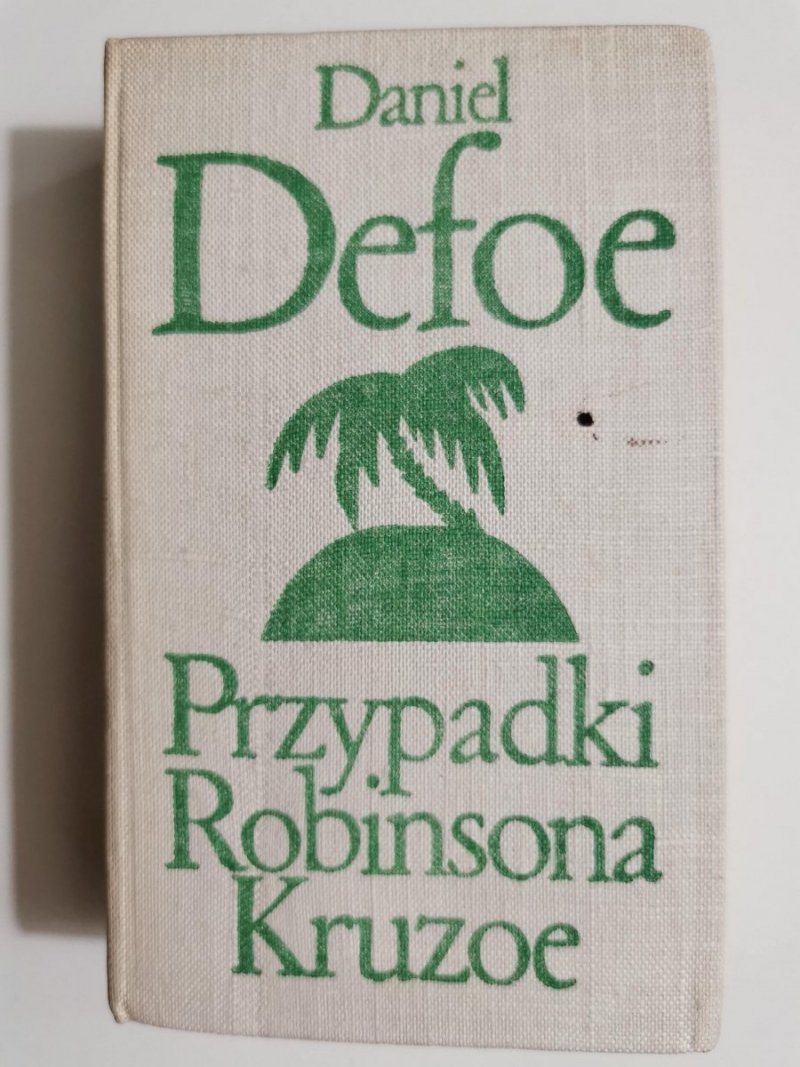 Daniel
Defoe
Przypadki
Robinsona
Kruzoe